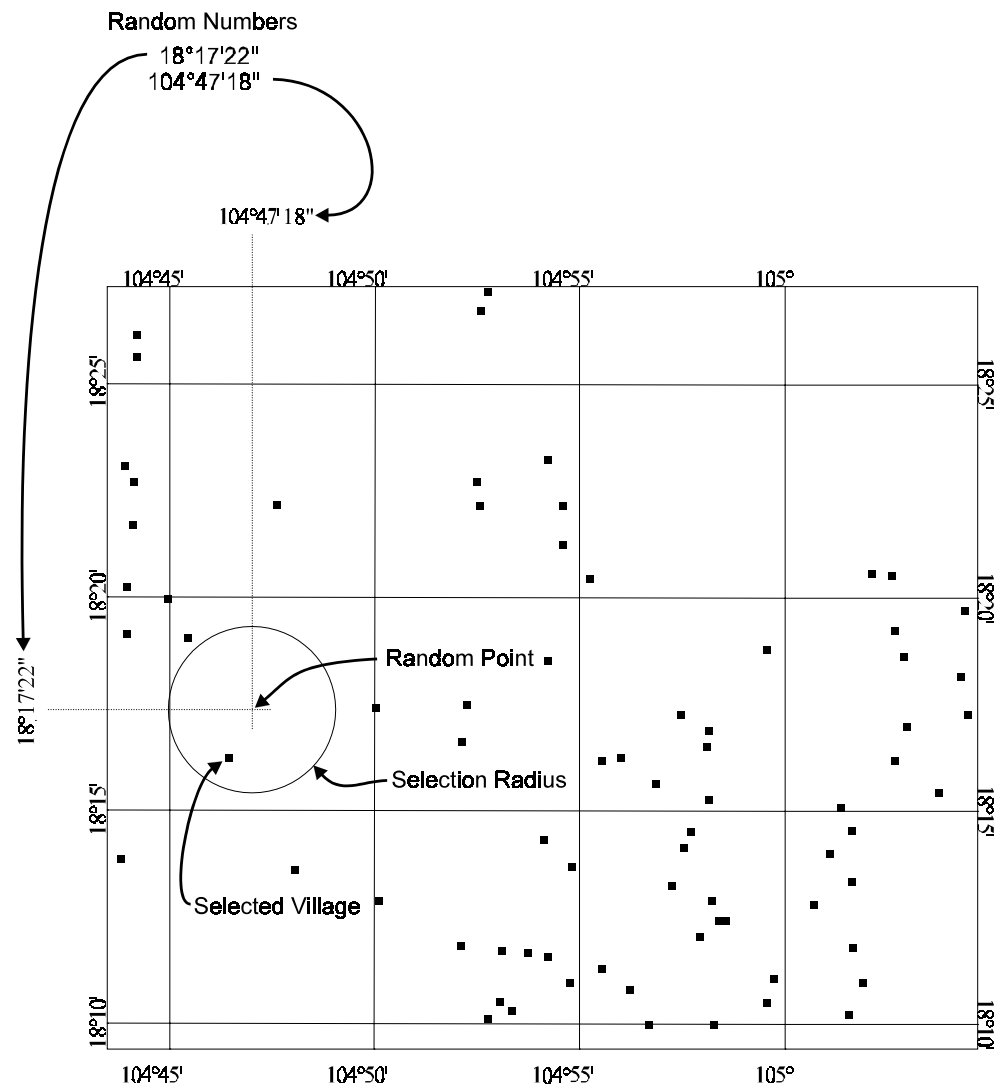 Random Numbers
18°17'22"
104°47'18"
104°47'18"
104°45' 104°50' 104°55' 105°
18°25' 18°25'
18°20' 18°20'
Random Point
18°17'22"
Selection Radius
18°15' 18°15'
Selected Village
18°10' 18°10'
104°45' 104°50' 104°55' 105°